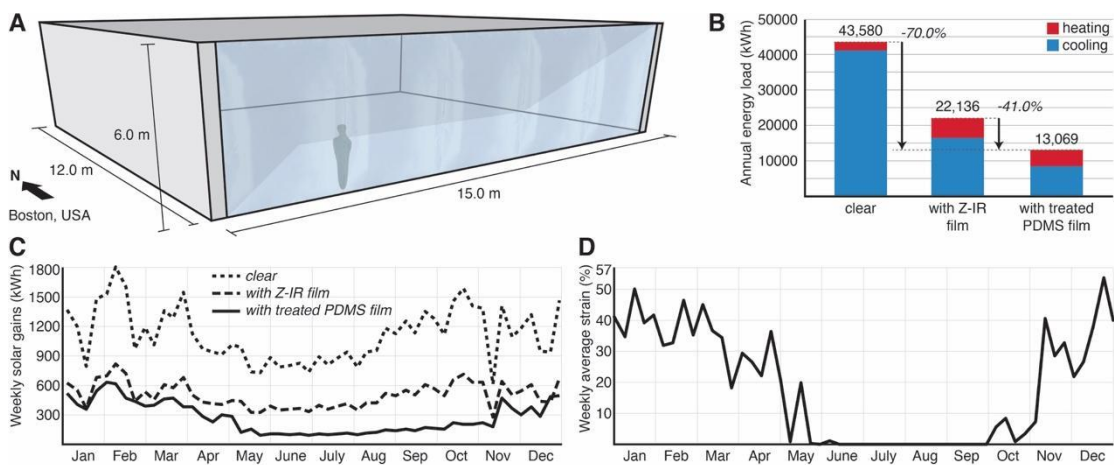 A
6.0 m
12.0 m
15.0 m
N
Boston, USA
B
Annual energy load (kWh)
50000
40000
30000
20000
10000
43,580
-70.0%
22,136
-41.0%
13,069
heating
cooling
clear
with Z-IR
film
with treated
PDMS film
C
Weekly solar gains (kWh)
1800
1500
1200
900
600
300
clear
with Z-IR film
with treated PDMS film
Jan Feb Mar Apr May June July Aug Sep Oct Nov Dec
D
Weekly average strain (%)
57
50
40
30
20
10
Jan Feb Mar Apr May June July Aug Sep Oct Nov Dec